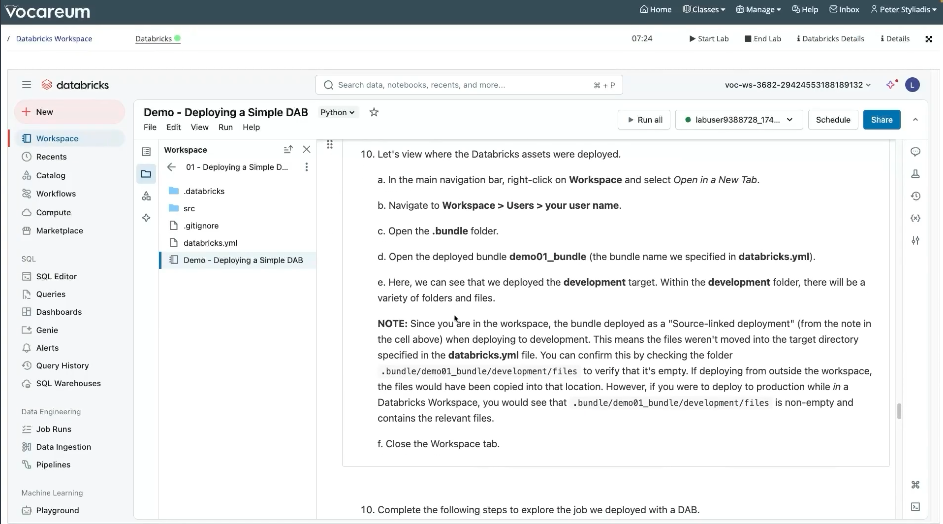 vocareum
Home
Classes
Manage
Help
Inbox
Peter Styliadis
/ Databricks Workspace
Databricks
07:24
Start Lab
End Lab
Databricks Details
Details
databricks
Search data, notebooks, recents, and more...
⌘ + P
voc-ws-3682-29424553188189132
L
New
Workspace
Recents
Catalog
Workflows
Compute
Marketplace
SQL
SQL Editor
Queries
Dashboards
Genie
Alerts
Query History
SQL Warehouses
Data Engineering
Job Runs
Data Ingestion
Pipelines
Machine Learning
Playground
Demo - Deploying a Simple DAB
Python
File Edit View Run Help
Run all
labuser9388728_174...
Schedule
Share
Workspace
01 - Deploying a Simple D...
.databricks
src
.gitignore
databricks.yml
Demo - Deploying a Simple DAB
10. Let's view where the Databricks assets were deployed.
a. In the main navigation bar, right-click on Workspace and select Open in a New Tab.
b. Navigate to Workspace > Users > your user name.
c. Open the .bundle folder.
d. Open the deployed bundle demo01_bundle (the bundle name we specified in databricks.yml).
e. Here, we can see that we deployed the development target. Within the development folder, there will be a
variety of folders and files.
NOTE: Since you are in the workspace, the bundle deployed as a "Source-linked deployment" (from the note in
the cell above) when deploying to development. This means the files weren't moved into the target directory
specified in the databricks.yml file. You can confirm this by checking the folder
.bundle/demo01_bundle/development/files to verify that it's empty. If deploying from outside the workspace,
the files would have been copied into that location. However, if you were to deploy to production while in a
Databricks Workspace, you would see that .bundle/demo01_bundle/development/files is non-empty and
contains the relevant files.
f. Close the Workspace tab.
10. Complete the following steps to explore the job we deployed with a DAB.